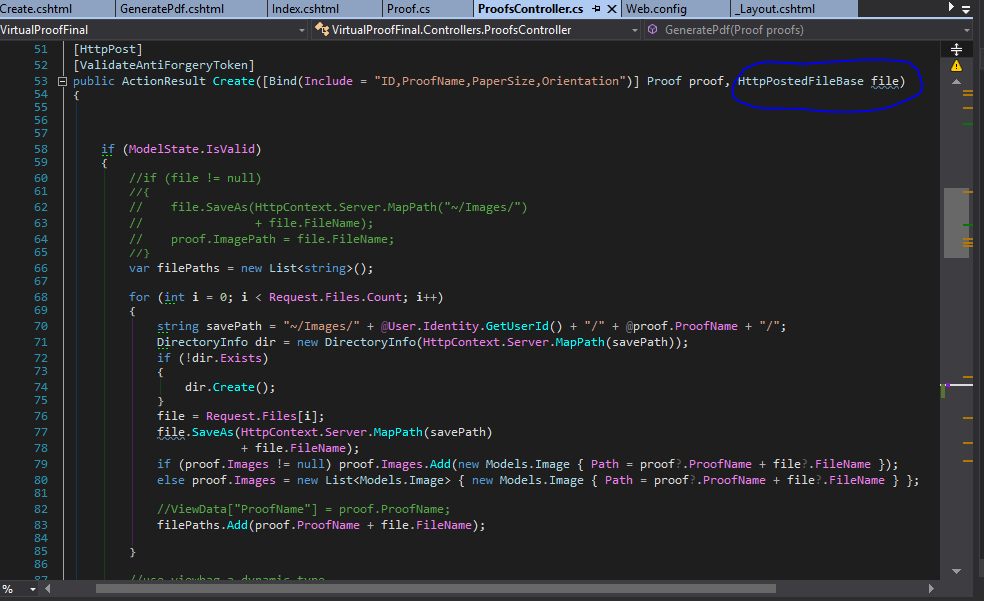 Create.cshtml GeneratePdf.cshtml Index.cshtml Proof.cs ProofsController.cs Web.config _Layout.cshtml
VirtualProofFinal VirtualProofFinal.Controllers.ProofsController GeneratePdf(Proof proofs)
51 [HttpPost]
52 [ValidateAntiForgeryToken]
53 public ActionResult Create([Bind(Include = "ID,ProofName,PaperSize,Orientation")] Proof proof, HttpPostedFileBase file)
54 {
55
56
57
58 if (ModelState.IsValid)
59 {
60 //if (file != null)
61 //{
62 // file.SaveAs(HttpContext.Server.MapPath("~/Images/")
63 // + file.FileName);
64 // proof.ImagePath = file.FileName;
65 //}
66 var filePaths = new List<string>();
67
68 for (int i = 0; i < Request.Files.Count; i++)
69 {
70 string savePath = "~/Images/" + @User.Identity.GetUserId() + "/" + @proof.ProofName + "/";
71 DirectoryInfo dir = new DirectoryInfo(HttpContext.Server.MapPath(savePath));
72 if (!dir.Exists)
73 {
74 dir.Create();
75 }
76 file = Request.Files[i];
77 file.SaveAs(HttpContext.Server.MapPath(savePath)
78 + file.FileName);
79 if (proof.Images != null) proof.Images.Add(new Models.Image { Path = proof?.ProofName + file?.FileName });
80 else proof.Images = new List<Models.Image> { new Models.Image { Path = proof?.ProofName + file?.FileName } };
81
82 //ViewData["ProofName"] = proof.ProofName;
83 filePaths.Add(proof.ProofName + file.FileName);
84
85 }
86
87 //use viewbag a dynamic type
%